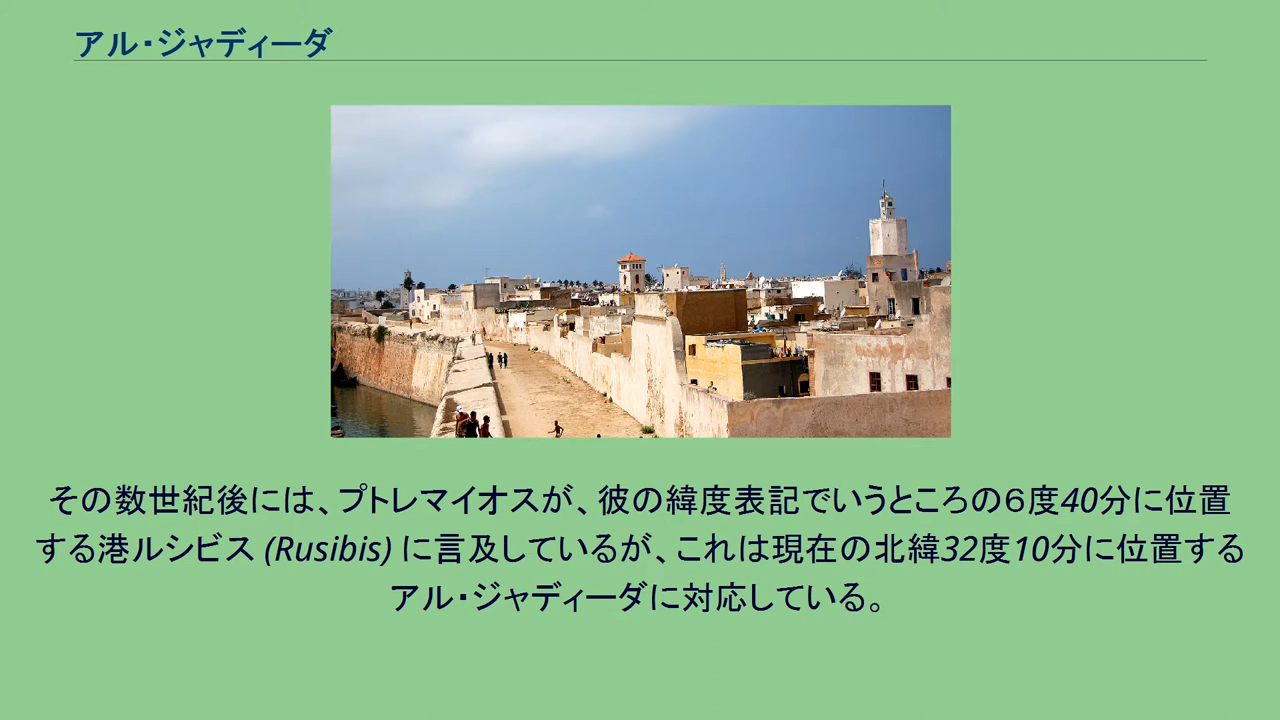 アル・ジャディーダ
その数世紀後には、プトレマイオスが、彼の緯度表記でいうところの６度40分に位置
する港ルシビス (Rusibis) に言及しているが、これは現在の北緯32度10分に位置する
アル・ジャディーダに対応している。